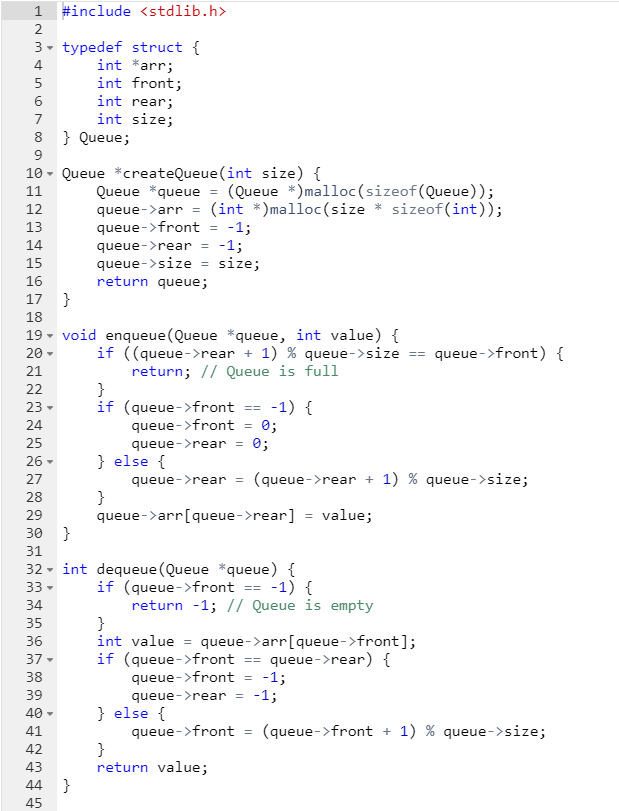 1 #include <stdlib.h>
2
3 typedef struct {
4     int *arr;
5     int front;
6     int rear;
7     int size;
8 } Queue;
9
10 Queue *createQueue(int size) {
11     Queue *queue = (Queue *)malloc(sizeof(Queue));
12     queue->arr = (int *)malloc(size * sizeof(int));
13     queue->front = -1;
14     queue->rear = -1;
15     queue->size = size;
16     return queue;
17 }
18
19 void enqueue(Queue *queue, int value) {
20     if ((queue->rear + 1) % queue->size == queue->front) {
21         return; // Queue is full
22     }
23     if (queue->front == -1) {
24         queue->front = 0;
25         queue->rear = 0;
26     } else {
27         queue->rear = (queue->rear + 1) % queue->size;
28     }
29     queue->arr[queue->rear] = value;
30 }
31
32 int dequeue(Queue *queue) {
33     if (queue->front == -1) {
34         return -1; // Queue is empty
35     }
36     int value = queue->arr[queue->front];
37     if (queue->front == queue->rear) {
38         queue->front = -1;
39         queue->rear = -1;
40     } else {
41         queue->front = (queue->front + 1) % queue->size;
42     }
43     return value;
44 }
45